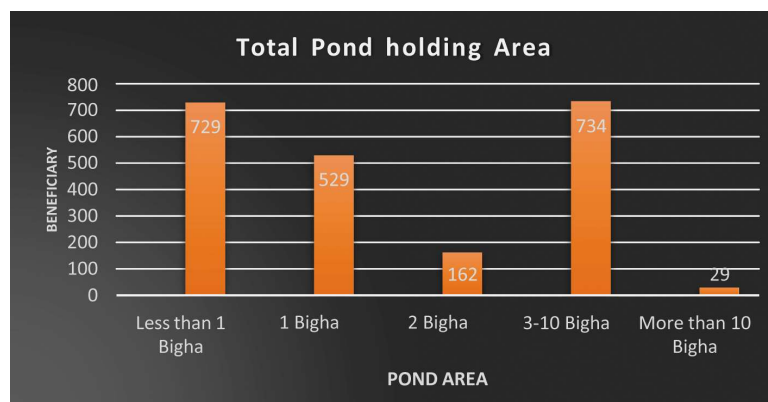 Total Pond holding Area
800
700
600
500
400
300
200
100
0
BENEFICIARY
729
529
162
734
29
Less than 1
Bigha
1 Bigha
2 Bigha
3-10 Bigha
More than 10
Bigha
POND AREA